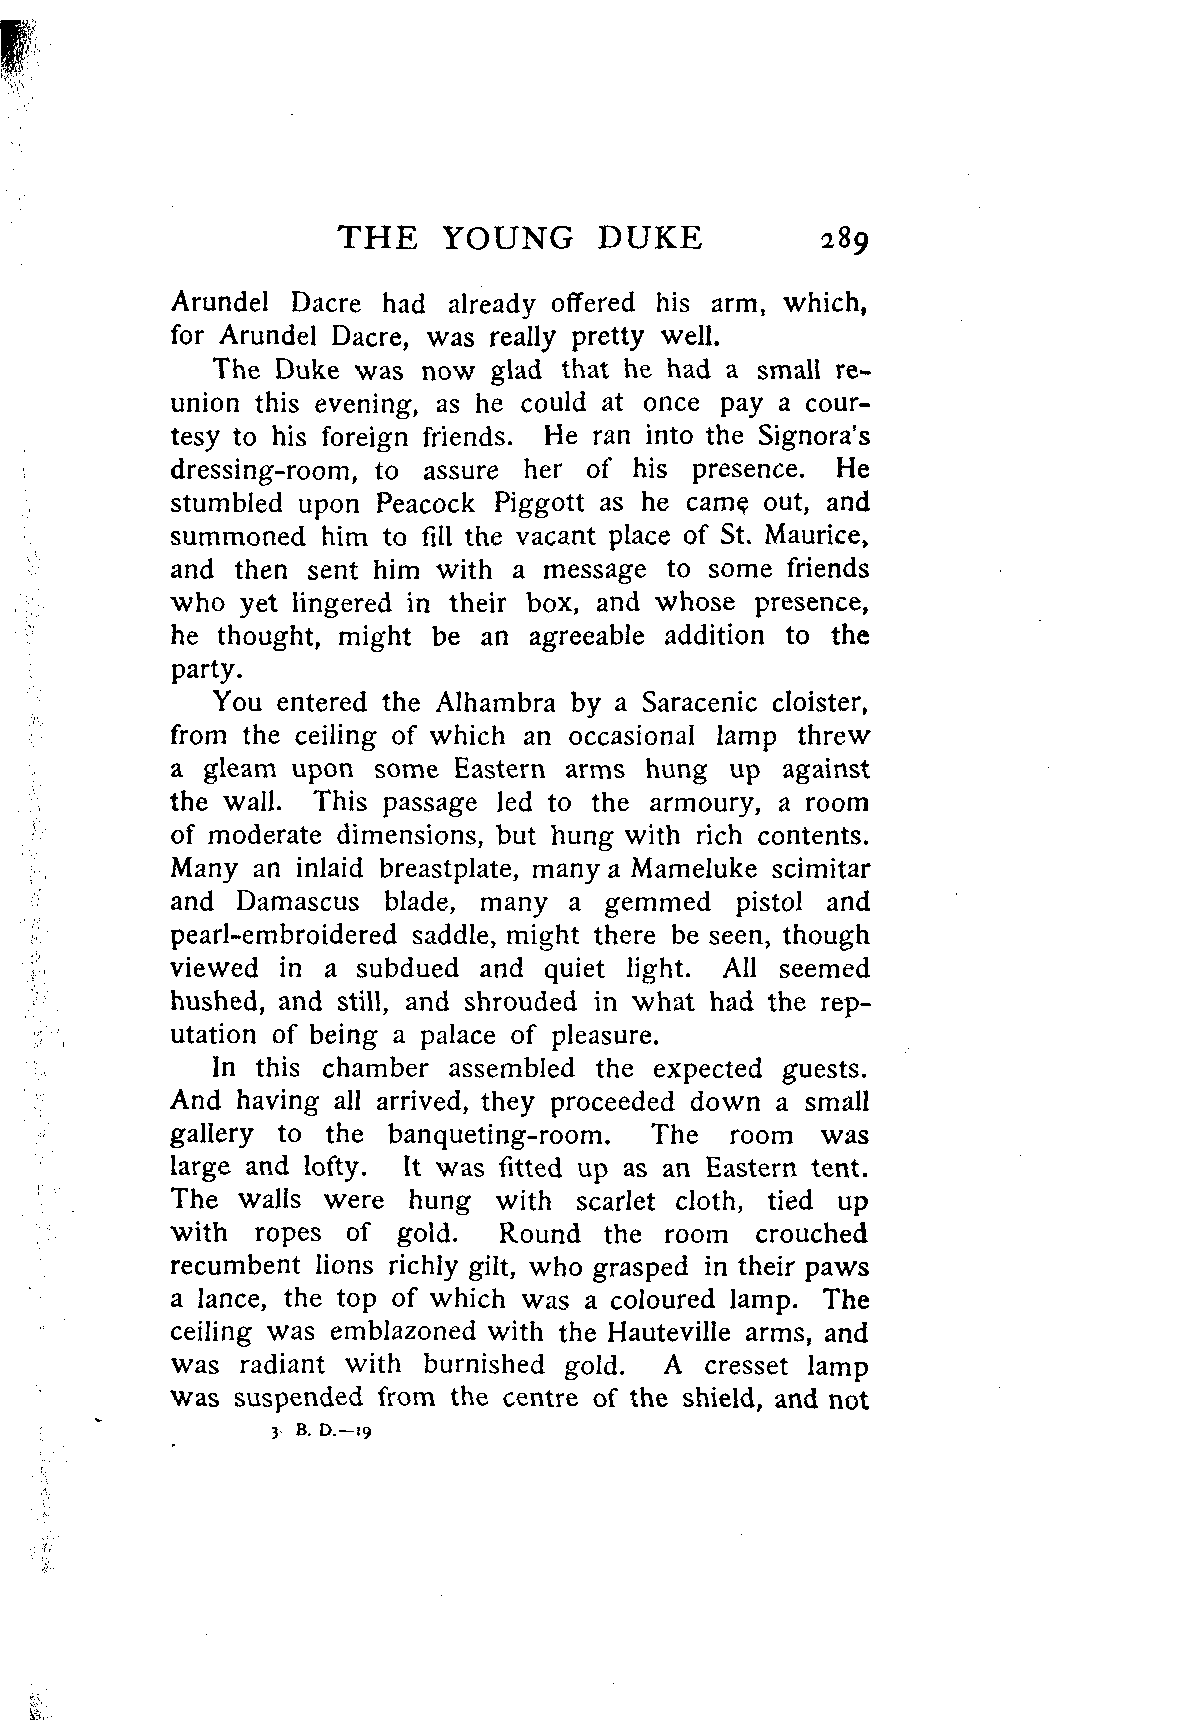 THE YOUNG DUKE 289
Arundel Dacre had already offered his arm, which,
for Arundel Dacre, was really pretty well.
The Duke was now glad that he had a small re-
union this evening, as he could at once pay a cour-
tesy to his foreign friends. He ran into the Signora's
dressing-room, to assure her of his presence. He
stumbled upon Peacock Piggott as he came out, and
summoned him to fill the vacant place of St. Maurice,
and then sent him with a message to some friends
who yet lingered in their box, and whose presence,
he thought, might be an agreeable addition to the
party.
You entered the Alhambra by a Saracenic cloister,
from the ceiling of which an occasional lamp threw
a gleam upon some Eastern arms hung up against
the wall. This passage led to the armoury, a room
of moderate dimensions, but hung with rich contents.
Many an inlaid breastplate, many a Mameluke scimitar
and Damascus blade, many a gemmed pistol and
pearl-embroidered saddle, might there be seen, though
viewed in a subdued and quiet light. All seemed
hushed, and still, and shrouded in what had the rep-
utation of being a palace of pleasure.
In this chamber assembled the expected guests.
And having all arrived, they proceeded down a small
gallery to the banqueting-room. The room was
large and lofty. It was fitted up as an Eastern tent.
The walls were hung with scarlet cloth, tied up
with ropes of gold. Round the room crouched
recumbent lions richly gilt, who grasped in their paws
a lance, the top of which was a coloured lamp. The
ceiling was emblazoned with the Hauteville arms, and
was radiant with burnished gold. A cresset lamp
was suspended from the centre of the shield, and not
3 B. D.—19